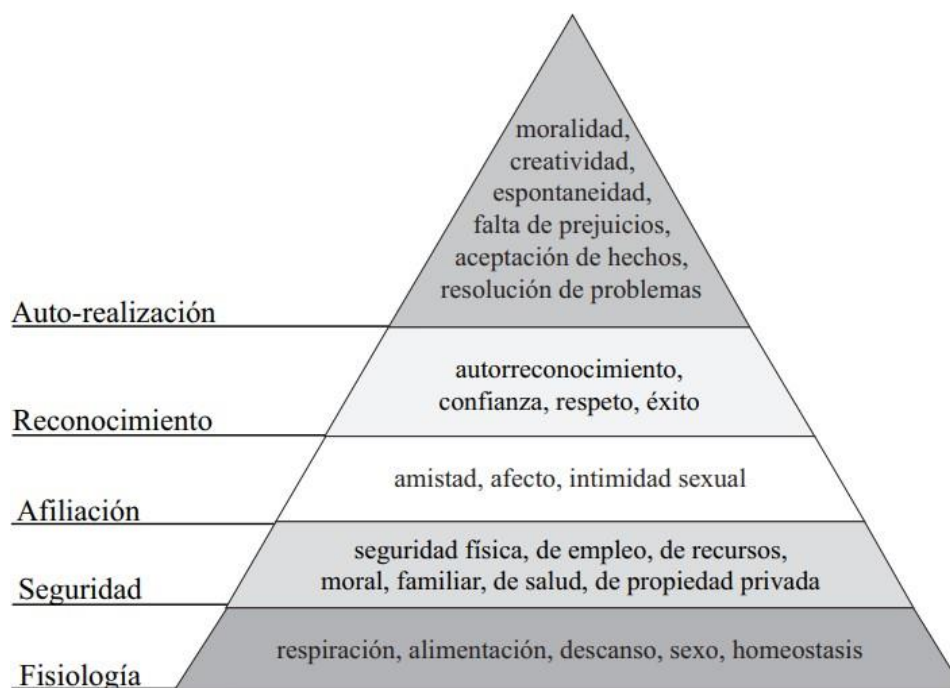 moralidad,
creatividad,
espontaneidad,
falta de prejuicios,
aceptación de hechos,
resolución de problemas
Auto-realización
autorreconocimiento,
confianza, respeto, éxito
Reconocimiento
amistad, afecto, intimidad sexual
Afiliación
seguridad física, de empleo, de recursos,
moral, familiar, de salud, de propiedad privada
Seguridad
respiración, alimentación, descanso, sexo, homeostasis
Fisiología